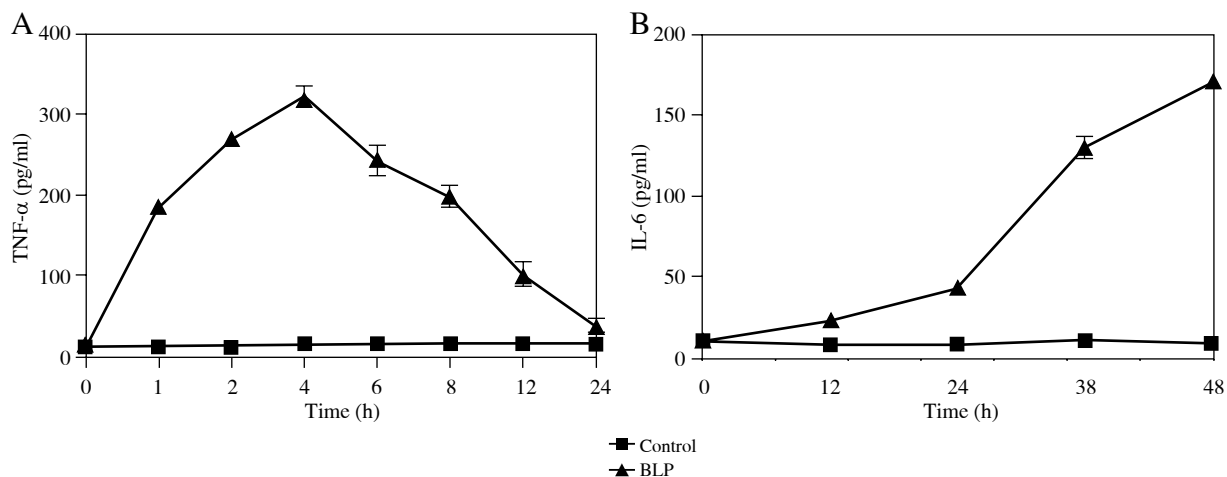 A
400
300
200
100
0
TNF-α (pg/ml)
0 1 2 4 6 8 12 24
Time (h)
B
200
150
100
50
0
IL-6 (pg/ml)
0 12 24 38 48
Time (h)
Control
BLP